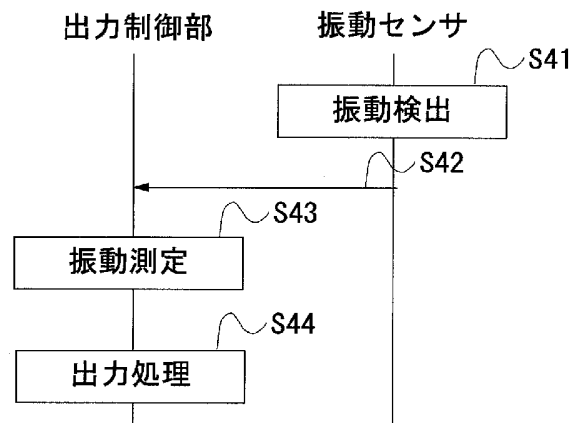 出力制御部 振動センサ
S41
振動検出
S42
S43
振動測定
S44
出力処理